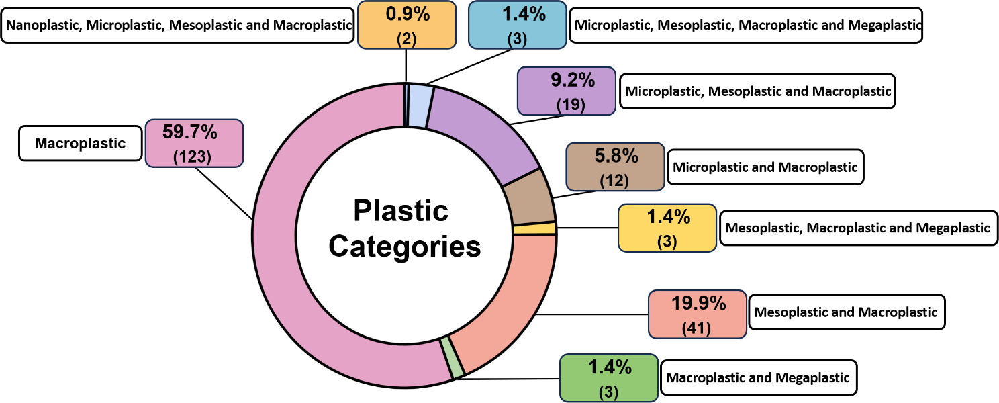 Nanoplastic, Microplastic, Mesoplastic and Macroplastic
0.9%
(2)
1.4%
(3)
Microplastic, Mesoplastic, Macroplastic and Megaplastic
9.2%
(19)
Microplastic, Mesoplastic and Macroplastic
Macroplastic
59.7%
(123)
5.8%
(12)
Microplastic and Macroplastic
Plastic
Categories
1.4%
(3)
Mesoplastic, Macroplastic and Megaplastic
19.9%
(41)
Mesoplastic and Macroplastic
1.4%
(3)
Macroplastic and Megaplastic